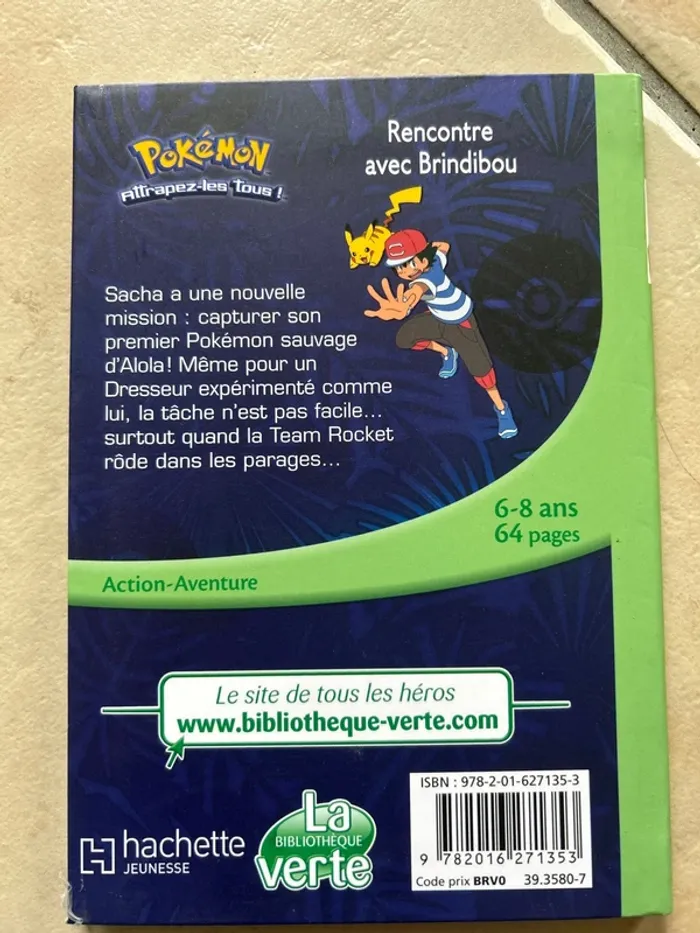 POKÉMON
Attrapez-les Tous !
Rencontre
avec Brindibou
Sacha a une nouvelle
mission : capturer son
premier Pokémon sauvage
d'Alola! Même pour un
Dresseur expérimenté comme
lui, la tâche n'est pas facile...
surtout quand la Team Rocket
rôde dans les parages...
6-8 ans
64 pages
Action-Aventure
Le site de tous les héros
www.bibliotheque-verte.com
hachette
JEUNESSE
La
BIBLIOTHÈQUE
verte
ISBN : 978-2-01-627135-3
9 782016 271353
Code prix BRV0 39.3580-7